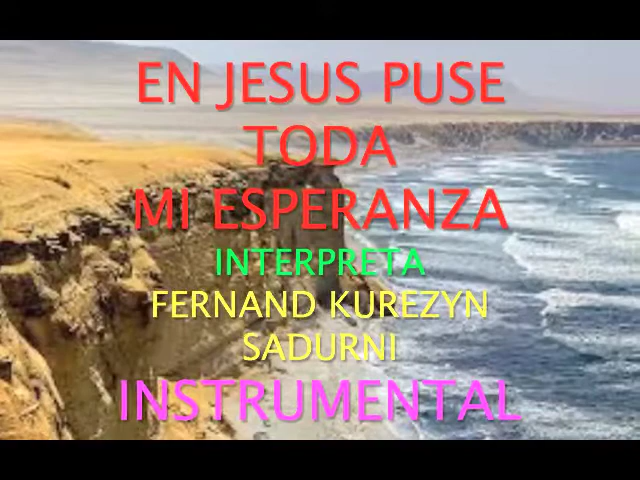 EN JESUS PUSE
TODA
MI ESPERANZA
INTERPRETA
FERNAND KUREZYN
SADURNI
INSTRUMENTAL